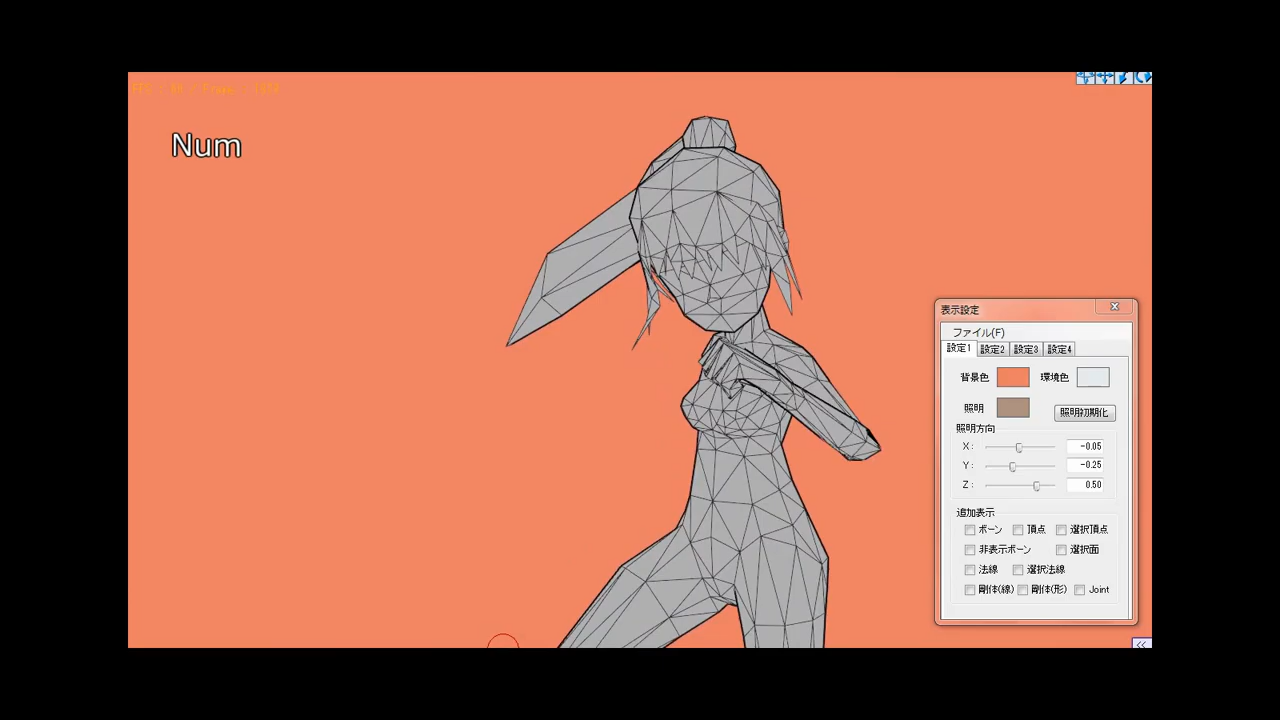 Num
表示設定
ファイル(F)
設定1 設定2 設定3 設定4
背景色 環境色
照明 照明初期化
照明方向
X: -0.05
Y: -0.25
Z: 0.50
追加表示
ボーン 頂点 選択頂点
非表示ボーン 選択面
法線 選択法線
剛体(線) 剛体(形) Joint